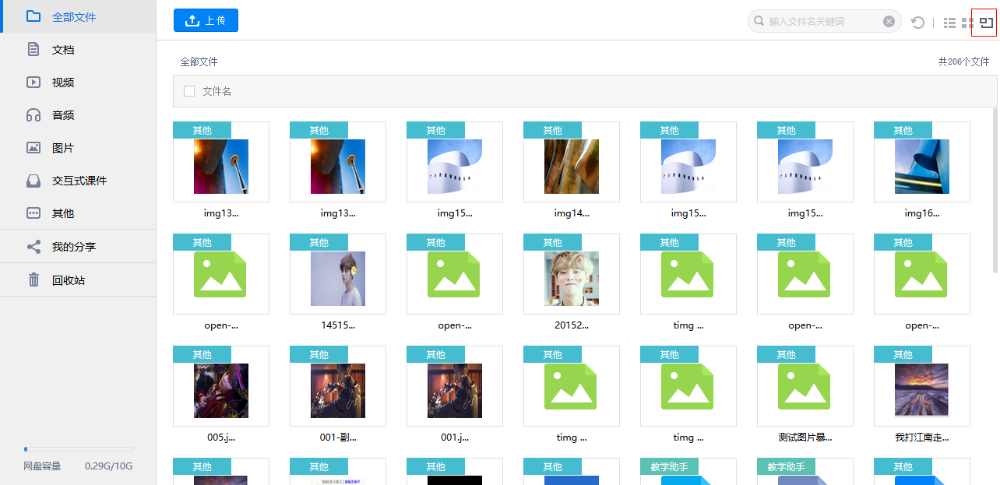 全部文件
文档
视频
音频
图片
交互式课件
其他
我的分享
回收站
网盘容量 0.29G/10G
上传
输入文件名关键词
全部文件
共206个文件
文件名
其他 其他 其他 其他 其他 其他 其他
img13... img13... img15... img14... img15... img15... img16...
其他 其他 其他 其他 其他 其他 其他
open-... 14515... open-... 20152... timg ... open-... open-...
其他 其他 其他 其他 其他 其他 其他
005.j... 001-副... 001.j... timg ... timg ... 测试图片暴... 我打江南走...
其他 其他 其他 其他 教学助手 教学助手 其他